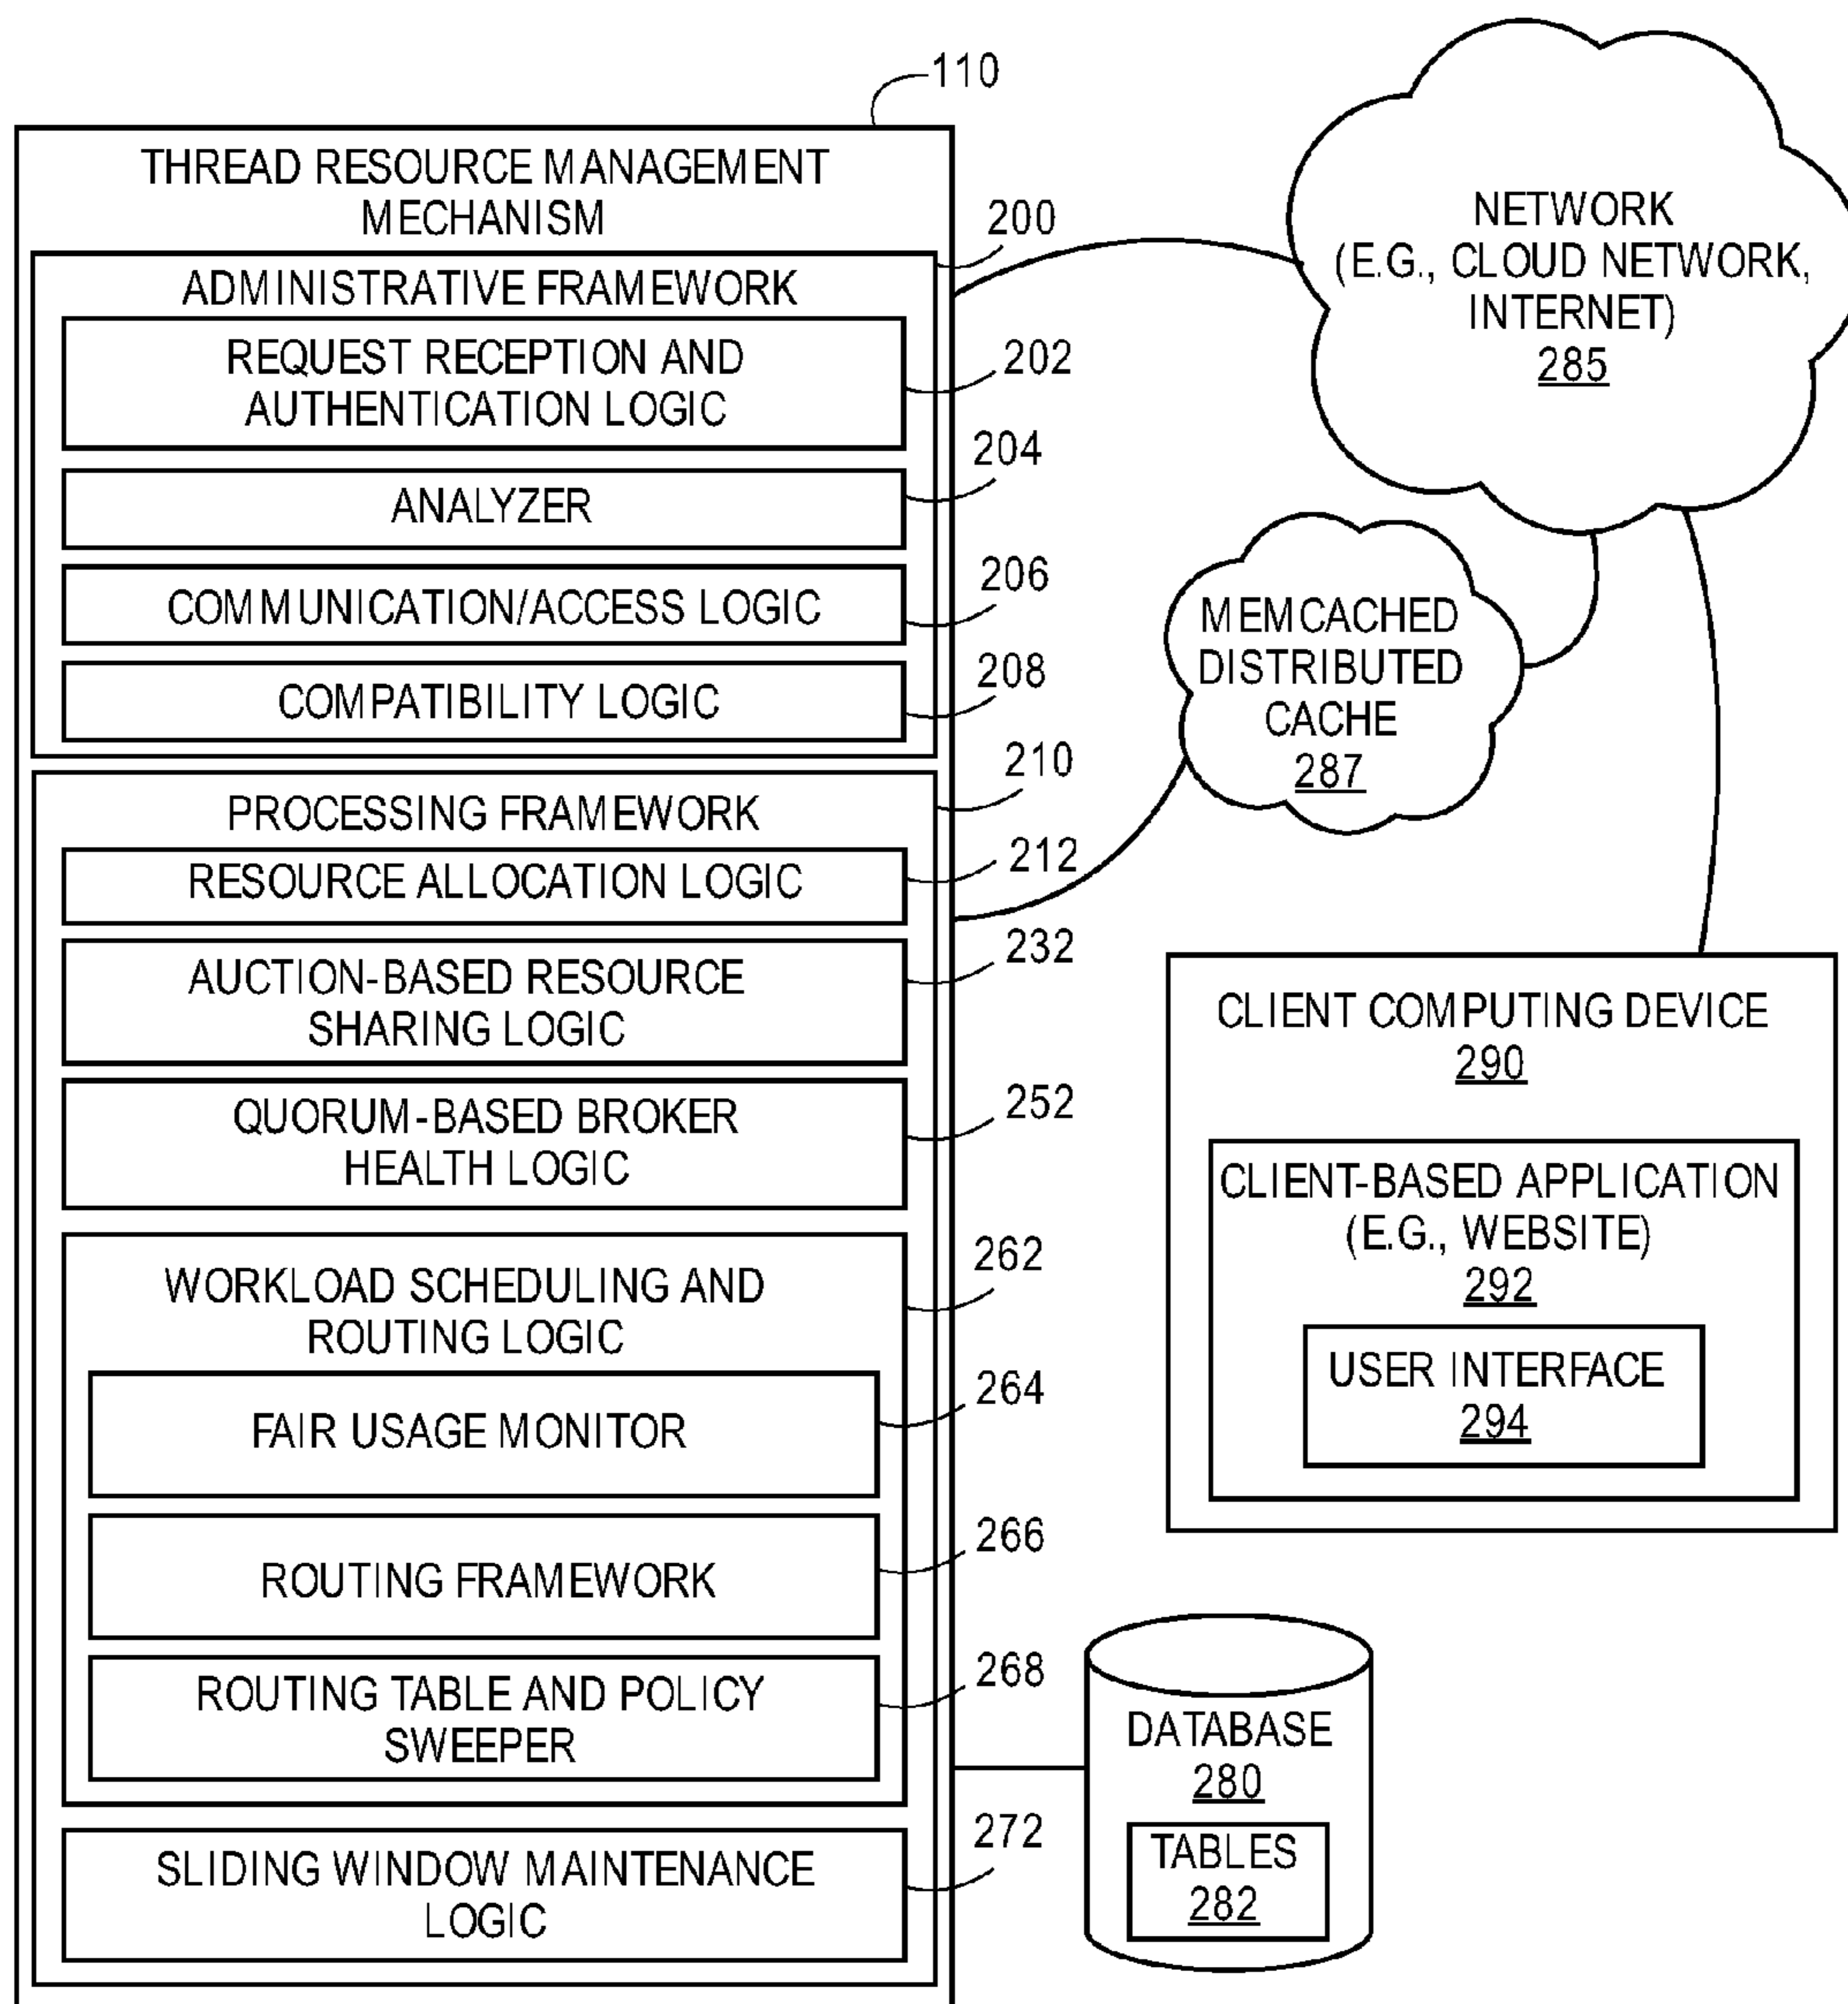 110
THREAD RESOURCE MANAGEMENT
MECHANISM
200
ADMINISTRATIVE FRAMEWORK
REQUEST RECEPTION AND
AUTHENTICATION LOGIC
202
204
ANALYZER
206
COMMUNICATION/ACCESS LOGIC
208
COMPATIBILITY LOGIC
210
PROCESSING FRAMEWORK
212
RESOURCE ALLOCATION LOGIC
232
AUCTION-BASED RESOURCE
SHARING LOGIC
252
QUORUM-BASED BROKER
HEALTH LOGIC
262
WORKLOAD SCHEDULING AND
ROUTING LOGIC
264
FAIR USAGE MONITOR
266
ROUTING FRAMEWORK
268
ROUTING TABLE AND POLICY
SWEEPER
272
SLIDING WINDOW MAINTENANCE
LOGIC
NETWORK
(E.G., CLOUD NETWORK,
INTERNET)
285
MEMCACHED
DISTRIBUTED
CACHE
287
CLIENT COMPUTING DEVICE
290
CLIENT-BASED APPLICATION
(E.G., WEBSITE)
292
USER INTERFACE
294
DATABASE
280
TABLES
282